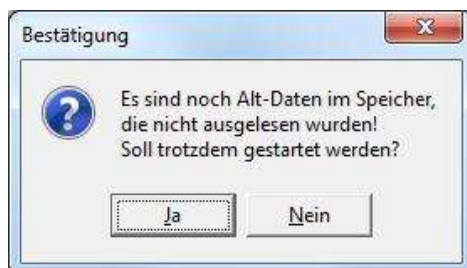 Bestätigung
Es sind noch Alt-Daten im Speicher,
die nicht ausgelesen wurden!
Soll trotzdem gestartet werden?
Ja
Nein